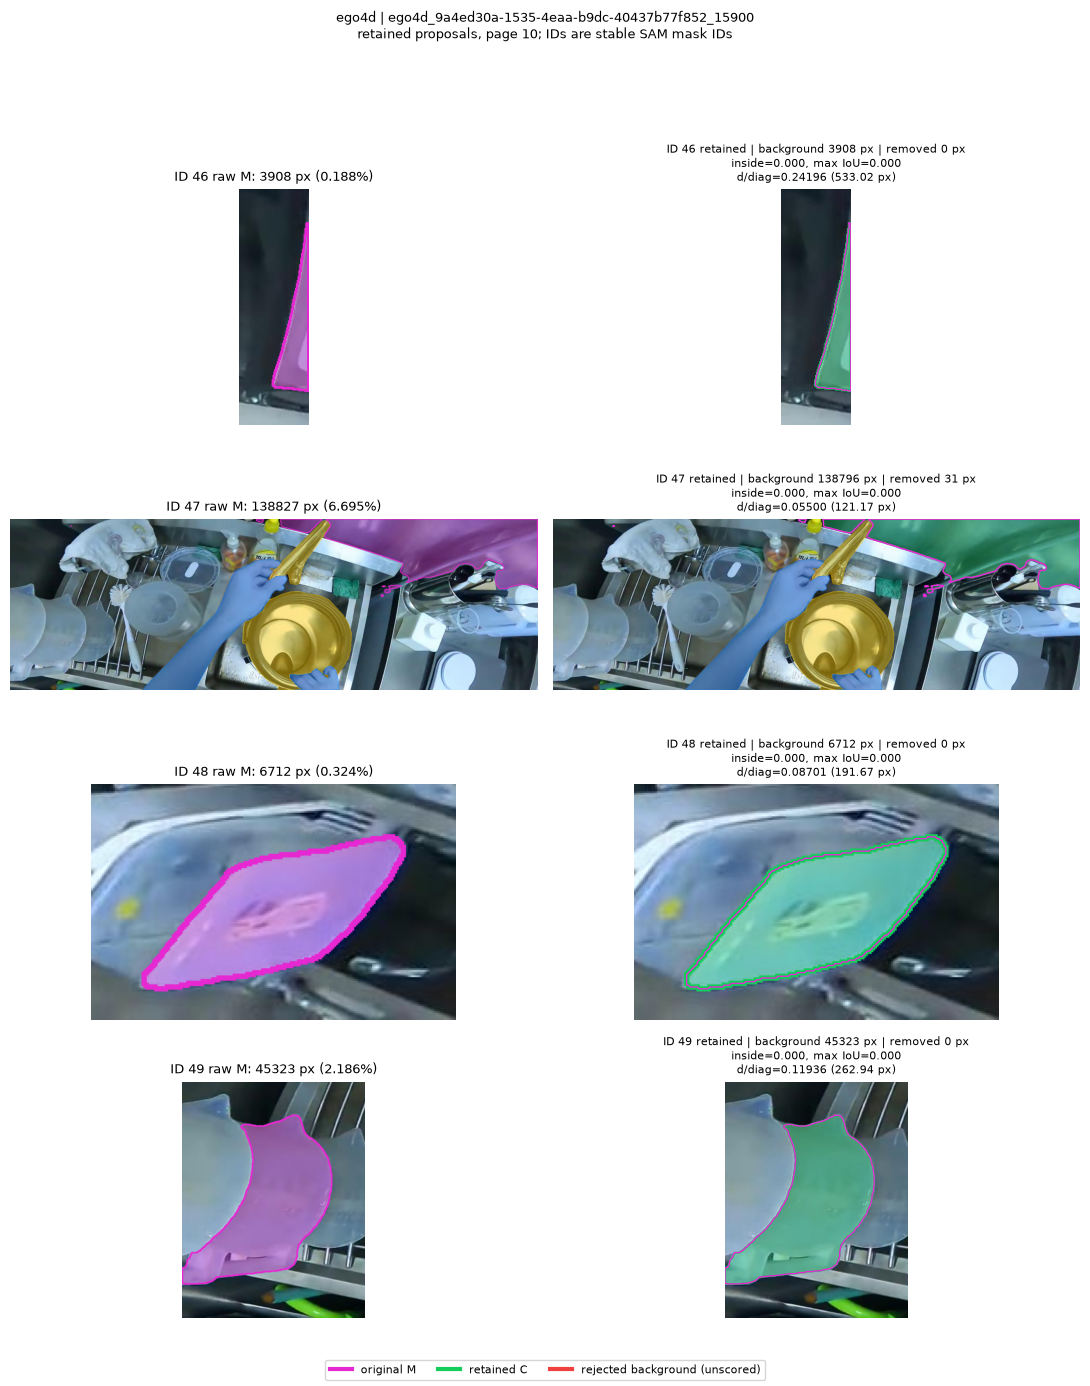 ego4d | ego4d_9a4ed30a-1535-4eaa-b9dc-40437b77f852_15900
retained proposals, page 10; IDs are stable SAM mask IDs
ID 46 raw M: 3908 px (0.188%)
ID 46 retained | background 3908 px | removed 0 px
inside=0.000, max IoU=0.000
d/diag=0.24196 (533.02 px)
ID 47 raw M: 138827 px (6.695%)
ID 47 retained | background 138796 px | removed 31 px
inside=0.000, max IoU=0.000
d/diag=0.05500 (121.17 px)
ID 48 raw M: 6712 px (0.324%)
ID 48 retained | background 6712 px | removed 0 px
inside=0.000, max IoU=0.000
d/diag=0.08701 (191.67 px)
ID 49 raw M: 45323 px (2.186%)
ID 49 retained | background 45323 px | removed 0 px
inside=0.000, max IoU=0.000
d/diag=0.11936 (262.94 px)
original M
retained C
rejected background (unscored)